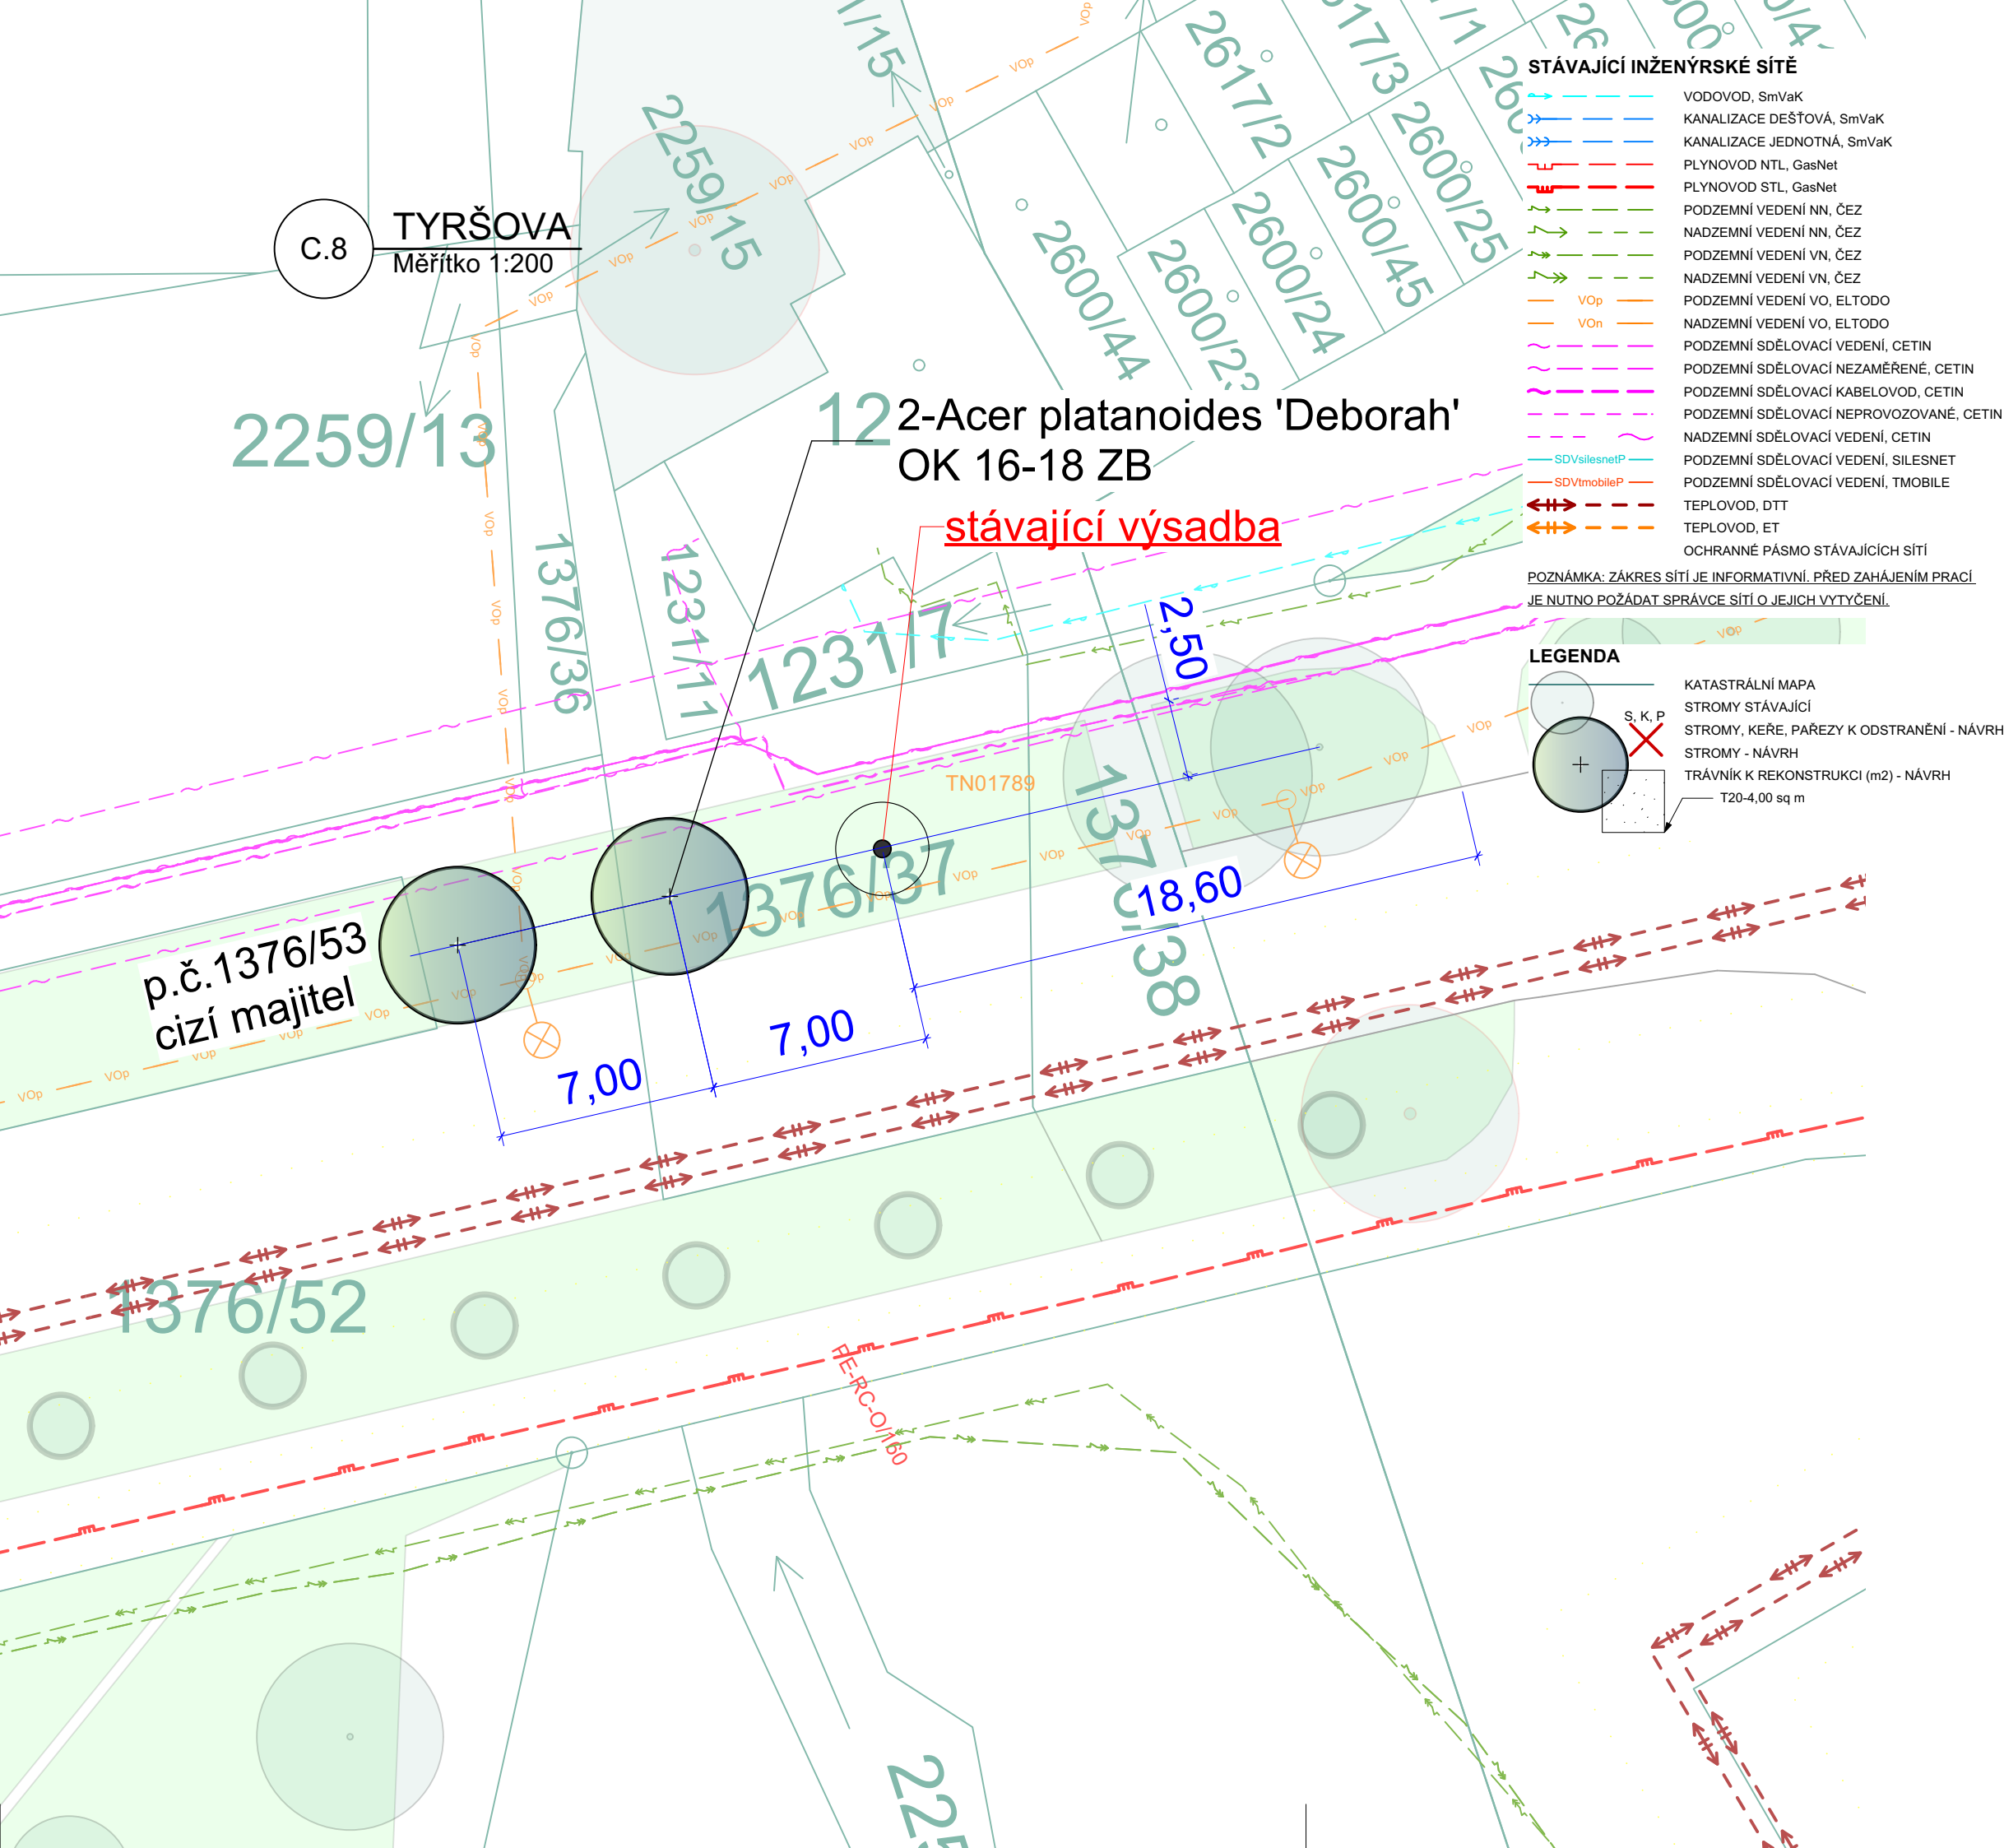 C.8
TYRŠOVA
Měřítko 1:200
2-Acer platanoides 'Deborah'
OK 16-18 ZB
stávající výsadba
p.č.1376/53
cizí majitel
7,00
7,00
18,60
2,50
TN01789
PE-RC-O/160
2259/15
2259/13
1376/36
1231/11
1231/7
1376/37
1376/52
2617/2
2600/44
2600/24
2600/45
2600/25
VOp
STÁVAJÍCÍ INŽENÝRSKÉ SÍTĚ
VODOVOD, SmVaK
KANALIZACE DEŠŤOVÁ, SmVaK
KANALIZACE JEDNOTNÁ, SmVaK
PLYNOVOD NTL, GasNet
PLYNOVOD STL, GasNet
PODZEMNÍ VEDENÍ NN, ČEZ
NADZEMNÍ VEDENÍ NN, ČEZ
PODZEMNÍ VEDENÍ VN, ČEZ
NADZEMNÍ VEDENÍ VN, ČEZ
VOp PODZEMNÍ VEDENÍ VO, ELTODO
VOn NADZEMNÍ VEDENÍ VO, ELTODO
PODZEMNÍ SDĚLOVACÍ VEDENÍ, CETIN
PODZEMNÍ SDĚLOVACÍ NEZAMĚŘENÉ, CETIN
PODZEMNÍ SDĚLOVACÍ KABELOVOD, CETIN
PODZEMNÍ SDĚLOVACÍ NEPROVOZOVANÉ, CETIN
NADZEMNÍ SDĚLOVACÍ VEDENÍ, CETIN
SDVsilesnetP PODZEMNÍ SDĚLOVACÍ VEDENÍ, SILESNET
SDVtmobileP PODZEMNÍ SDĚLOVACÍ VEDENÍ, TMOBILE
TEPLOVOD, DTT
TEPLOVOD, ET
OCHRANNÉ PÁSMO STÁVAJÍCÍCH SÍTÍ
POZNÁMKA: ZÁKRES SÍTÍ JE INFORMATIVNÍ. PŘED ZAHÁJENÍM PRACÍ
JE NUTNO POŽÁDAT SPRÁVCE SÍTÍ O JEJICH VYTYČENÍ.
LEGENDA
KATASTRÁLNÍ MAPA
STROMY STÁVAJÍCÍ
S, K, P STROMY, KEŘE, PAŘEZY K ODSTRANĚNÍ - NÁVRH
STROMY - NÁVRH
TRÁVNÍK K REKONSTRUKCI (m2) - NÁVRH
T20-4,00 sq m